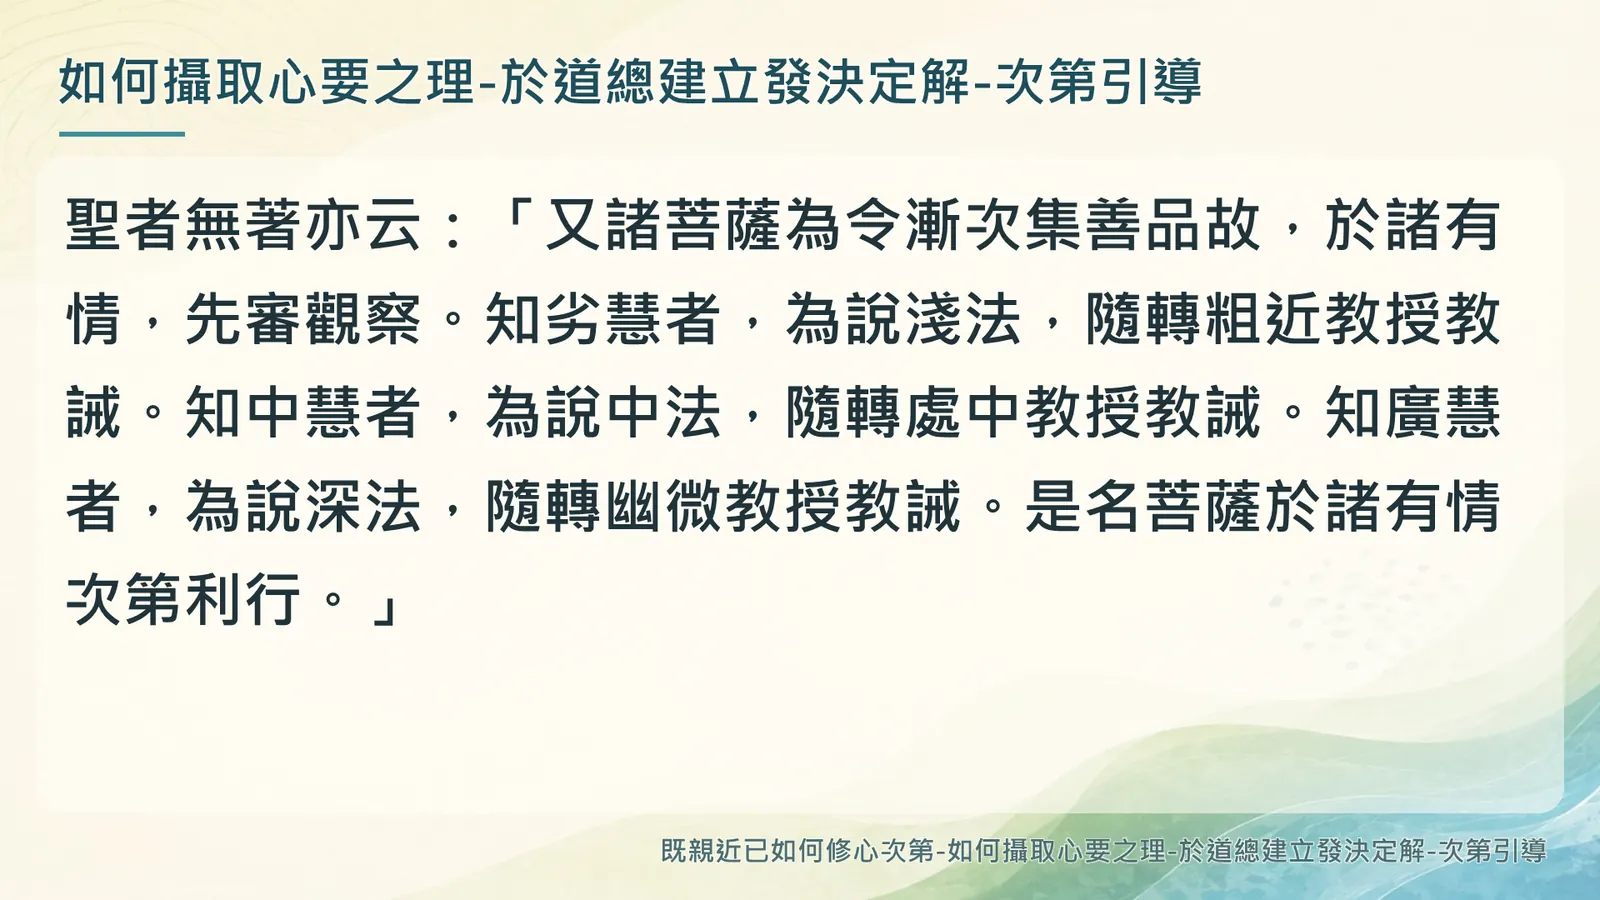 如何攝取心要之理-於道總建立發決定解-次第引導
聖者無著亦云：「又諸菩薩為令漸次集善品故，於諸有
情，先審觀察。知劣慧者，為說淺法，隨轉粗近教授教
誡。知中慧者，為說中法，隨轉處中教授教誡。知廣慧
者，為說深法，隨轉幽微教授教誡。是名菩薩於諸有情
次第利行。」
既親近已如何修心次第-如何攝取心要之理-於道總建立發決定解-次第引導